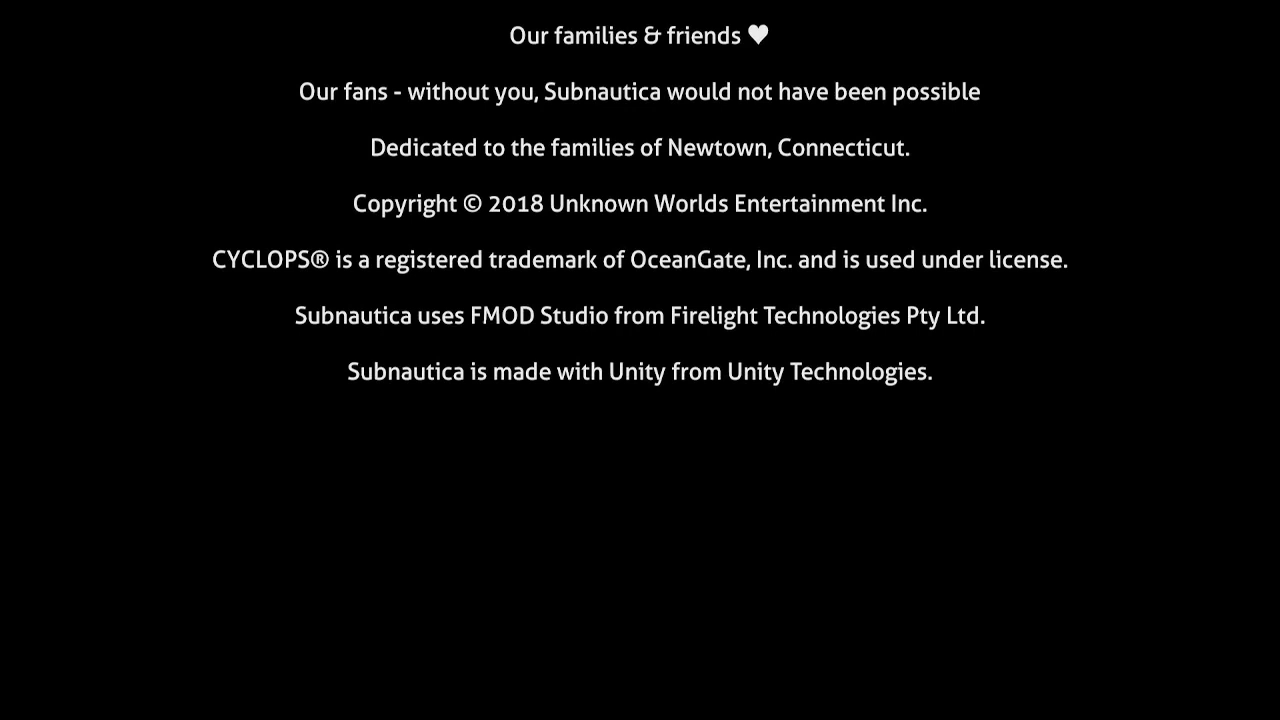 Our families & friends ♥
Our fans - without you, Subnautica would not have been possible
Dedicated to the families of Newtown, Connecticut.
Copyright © 2018 Unknown Worlds Entertainment Inc.
CYCLOPS® is a registered trademark of OceanGate, Inc. and is used under license.
Subnautica uses FMOD Studio from Firelight Technologies Pty Ltd.
Subnautica is made with Unity from Unity Technologies.